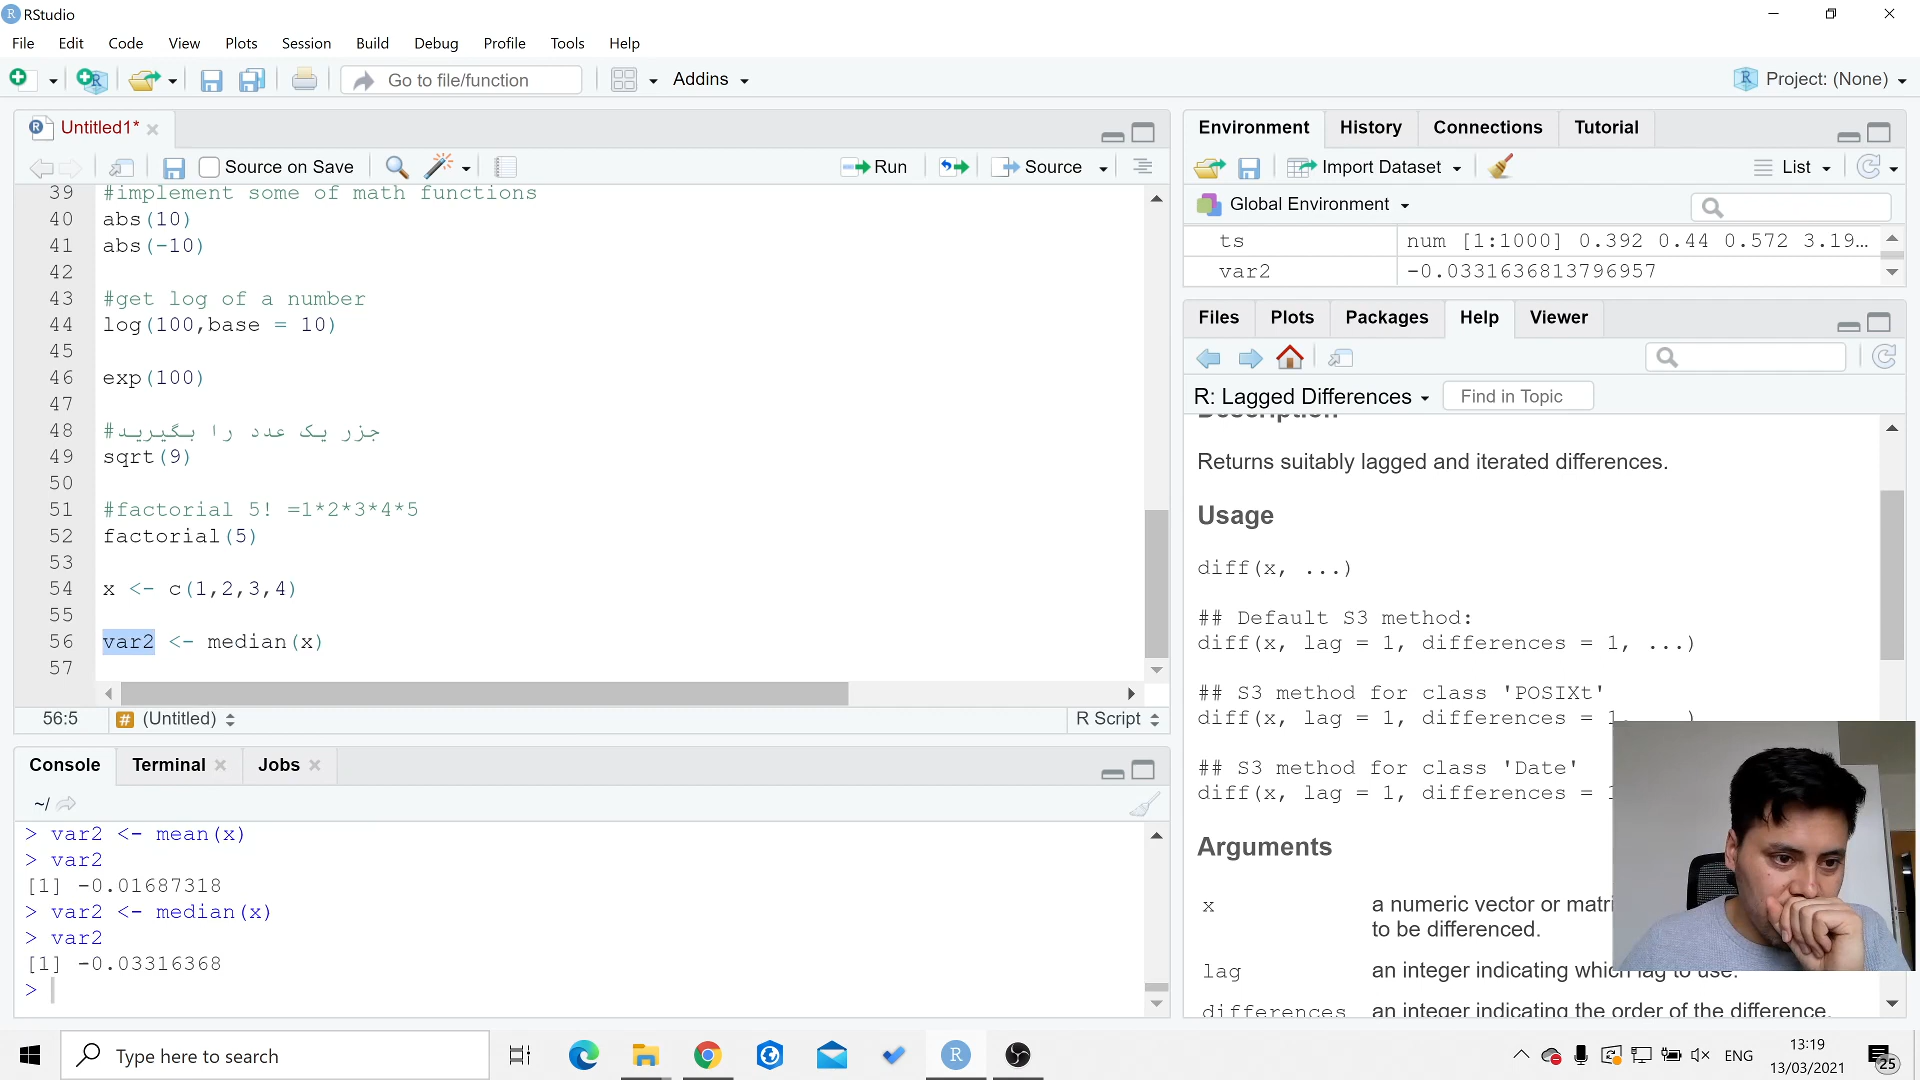 RStudio
File Edit Code View Plots Session Build Debug Profile Tools Help
Go to file/function Addins Project: (None)
Untitled1*
Source on Save Run Source
39 #implement some of math functions
40 abs(10)
41 abs(-10)
42
43 #get log of a number
44 log(100,base = 10)
45
46 exp(100)
47
48 #جزر یک عدد را بگیرید
49 sqrt(9)
50
51 #factorial 5! =1*2*3*4*5
52 factorial(5)
53
54 x <- c(1,2,3,4)
55
56 var2 <- median(x)
57
56:5 # (Untitled) R Script
Console Terminal Jobs
~/
> var2 <- mean(x)
> var2
[1] -0.01687318
> var2 <- median(x)
> var2
[1] -0.03316368
>
Environment History Connections Tutorial
Import Dataset List
Global Environment
ts num [1:1000] 0.392 0.44 0.572 3.19...
var2 -0.0331636813796957
Files Plots Packages Help Viewer
R: Lagged Differences Find in Topic
Description
Returns suitably lagged and iterated differences.
Usage
diff(x, ...)
## Default S3 method:
diff(x, lag = 1, differences = 1, ...)
## S3 method for class 'POSIXt'
diff(x, lag = 1, differences = 1, ...)
## S3 method for class 'Date'
diff(x, lag = 1, differences = 1
Arguments
x a numeric vector or matri
to be differenced.
lag an integer indicating which lag to use.
differences an integer indicating the order of the difference.
Type here to search
ENG
13:19
13/03/2021
25